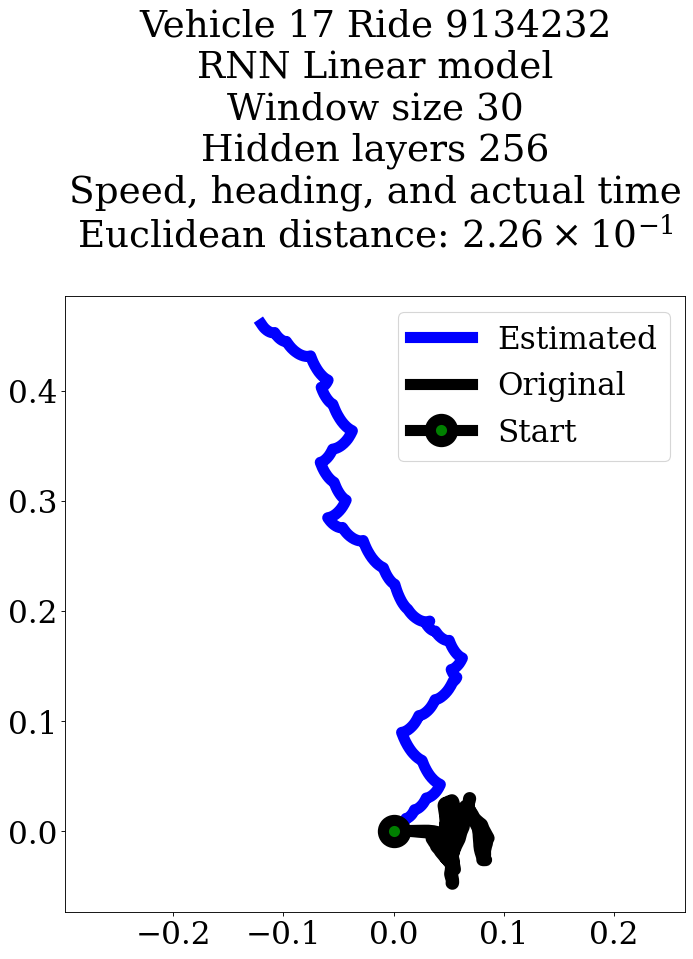 Vehicle 17 Ride 9134232
RNN Linear model
Window size 30
Hidden layers 256
Speed, heading, and actual time
Euclidean distance: 2.26 × 10⁻¹
Estimated
Original
Start
0.4
0.3
0.2
0.1
0.0
−0.2 −0.1 0.0 0.1 0.2